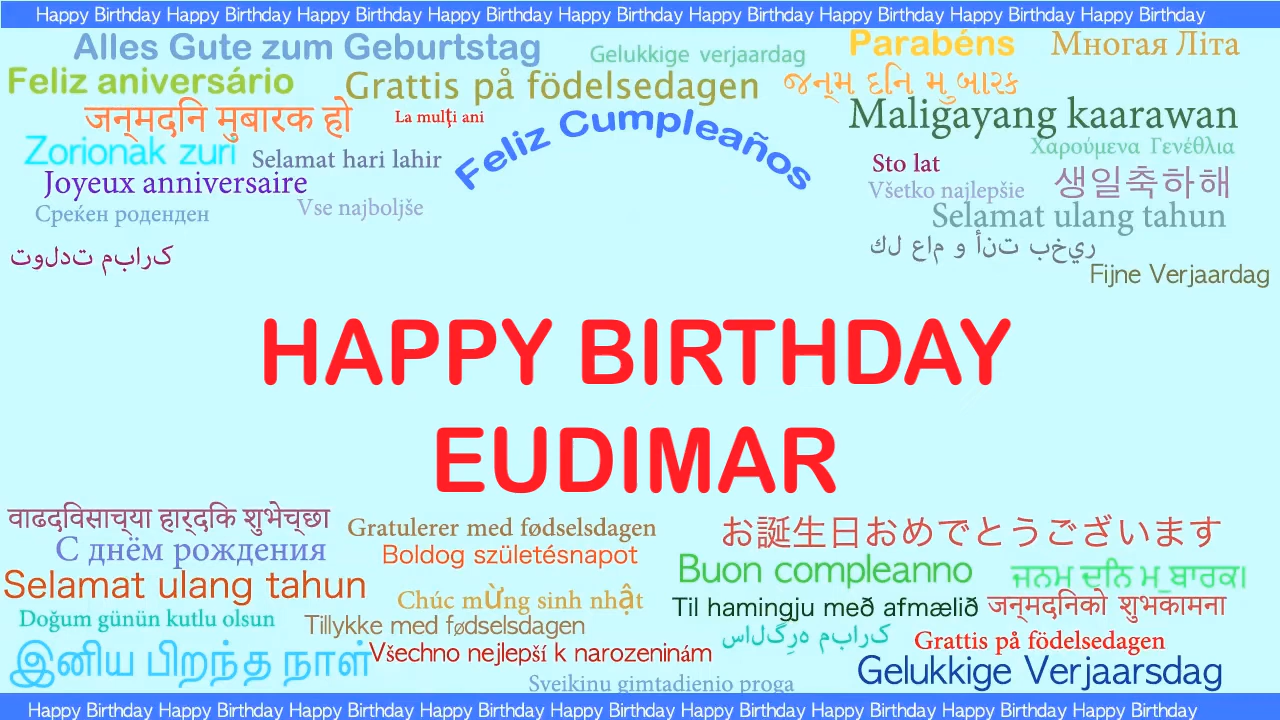 Happy Birthday Happy Birthday Happy Birthday Happy Birthday Happy Birthday Happy Birthday Happy Birthday Happy Birthday Happy Birthday
Alles Gute zum Geburtstag
Gelukkige verjaardag
Parabéns
Многая Літа
Feliz aniversário
Grattis på födelsedagen
જન્મ દિન મુબારક
जन्मदिन मुबारक हो
La mulţi ani
Feliz Cumpleaños
Maligayang kaarawan
Zorionak zuri
Selamat hari lahir
Χαρούμενα Γενέθλια
Sto lat
Joyeux anniversaire
Všetko najlepšie
생일축하해
Среќен роденден
Vse najboljše
Selamat ulang tahun
تولدت مبارک
كل عام و أنت بخير
Fijne Verjaardag
HAPPY BIRTHDAY
EUDIMAR
वाढदिवसाच्या हार्दिक शुभेच्छा
Gratulerer med fødselsdagen
お誕生日おめでとうございます
С днём рождения
Boldog születésnapot
Buon compleanno
ਜਨਮ ਦਿਨ ਮੁਬਾਰਕ।
Selamat ulang tahun
Chúc mừng sinh nhật
Til hamingju með afmælið
जन्मदिनको शुभकामना
Doğum günün kutlu olsun
Tillykke med fødselsdagen
سالگرہ مبارک
Grattis på födelsedagen
இனிய பிறந்த நாள்
Všechno nejlepší k narozeninám
Gelukkige Verjaarsdag
Sveikinu gimtadienio proga
Happy Birthday Happy Birthday Happy Birthday Happy Birthday Happy Birthday Happy Birthday Happy Birthday Happy Birthday Happy Birthday